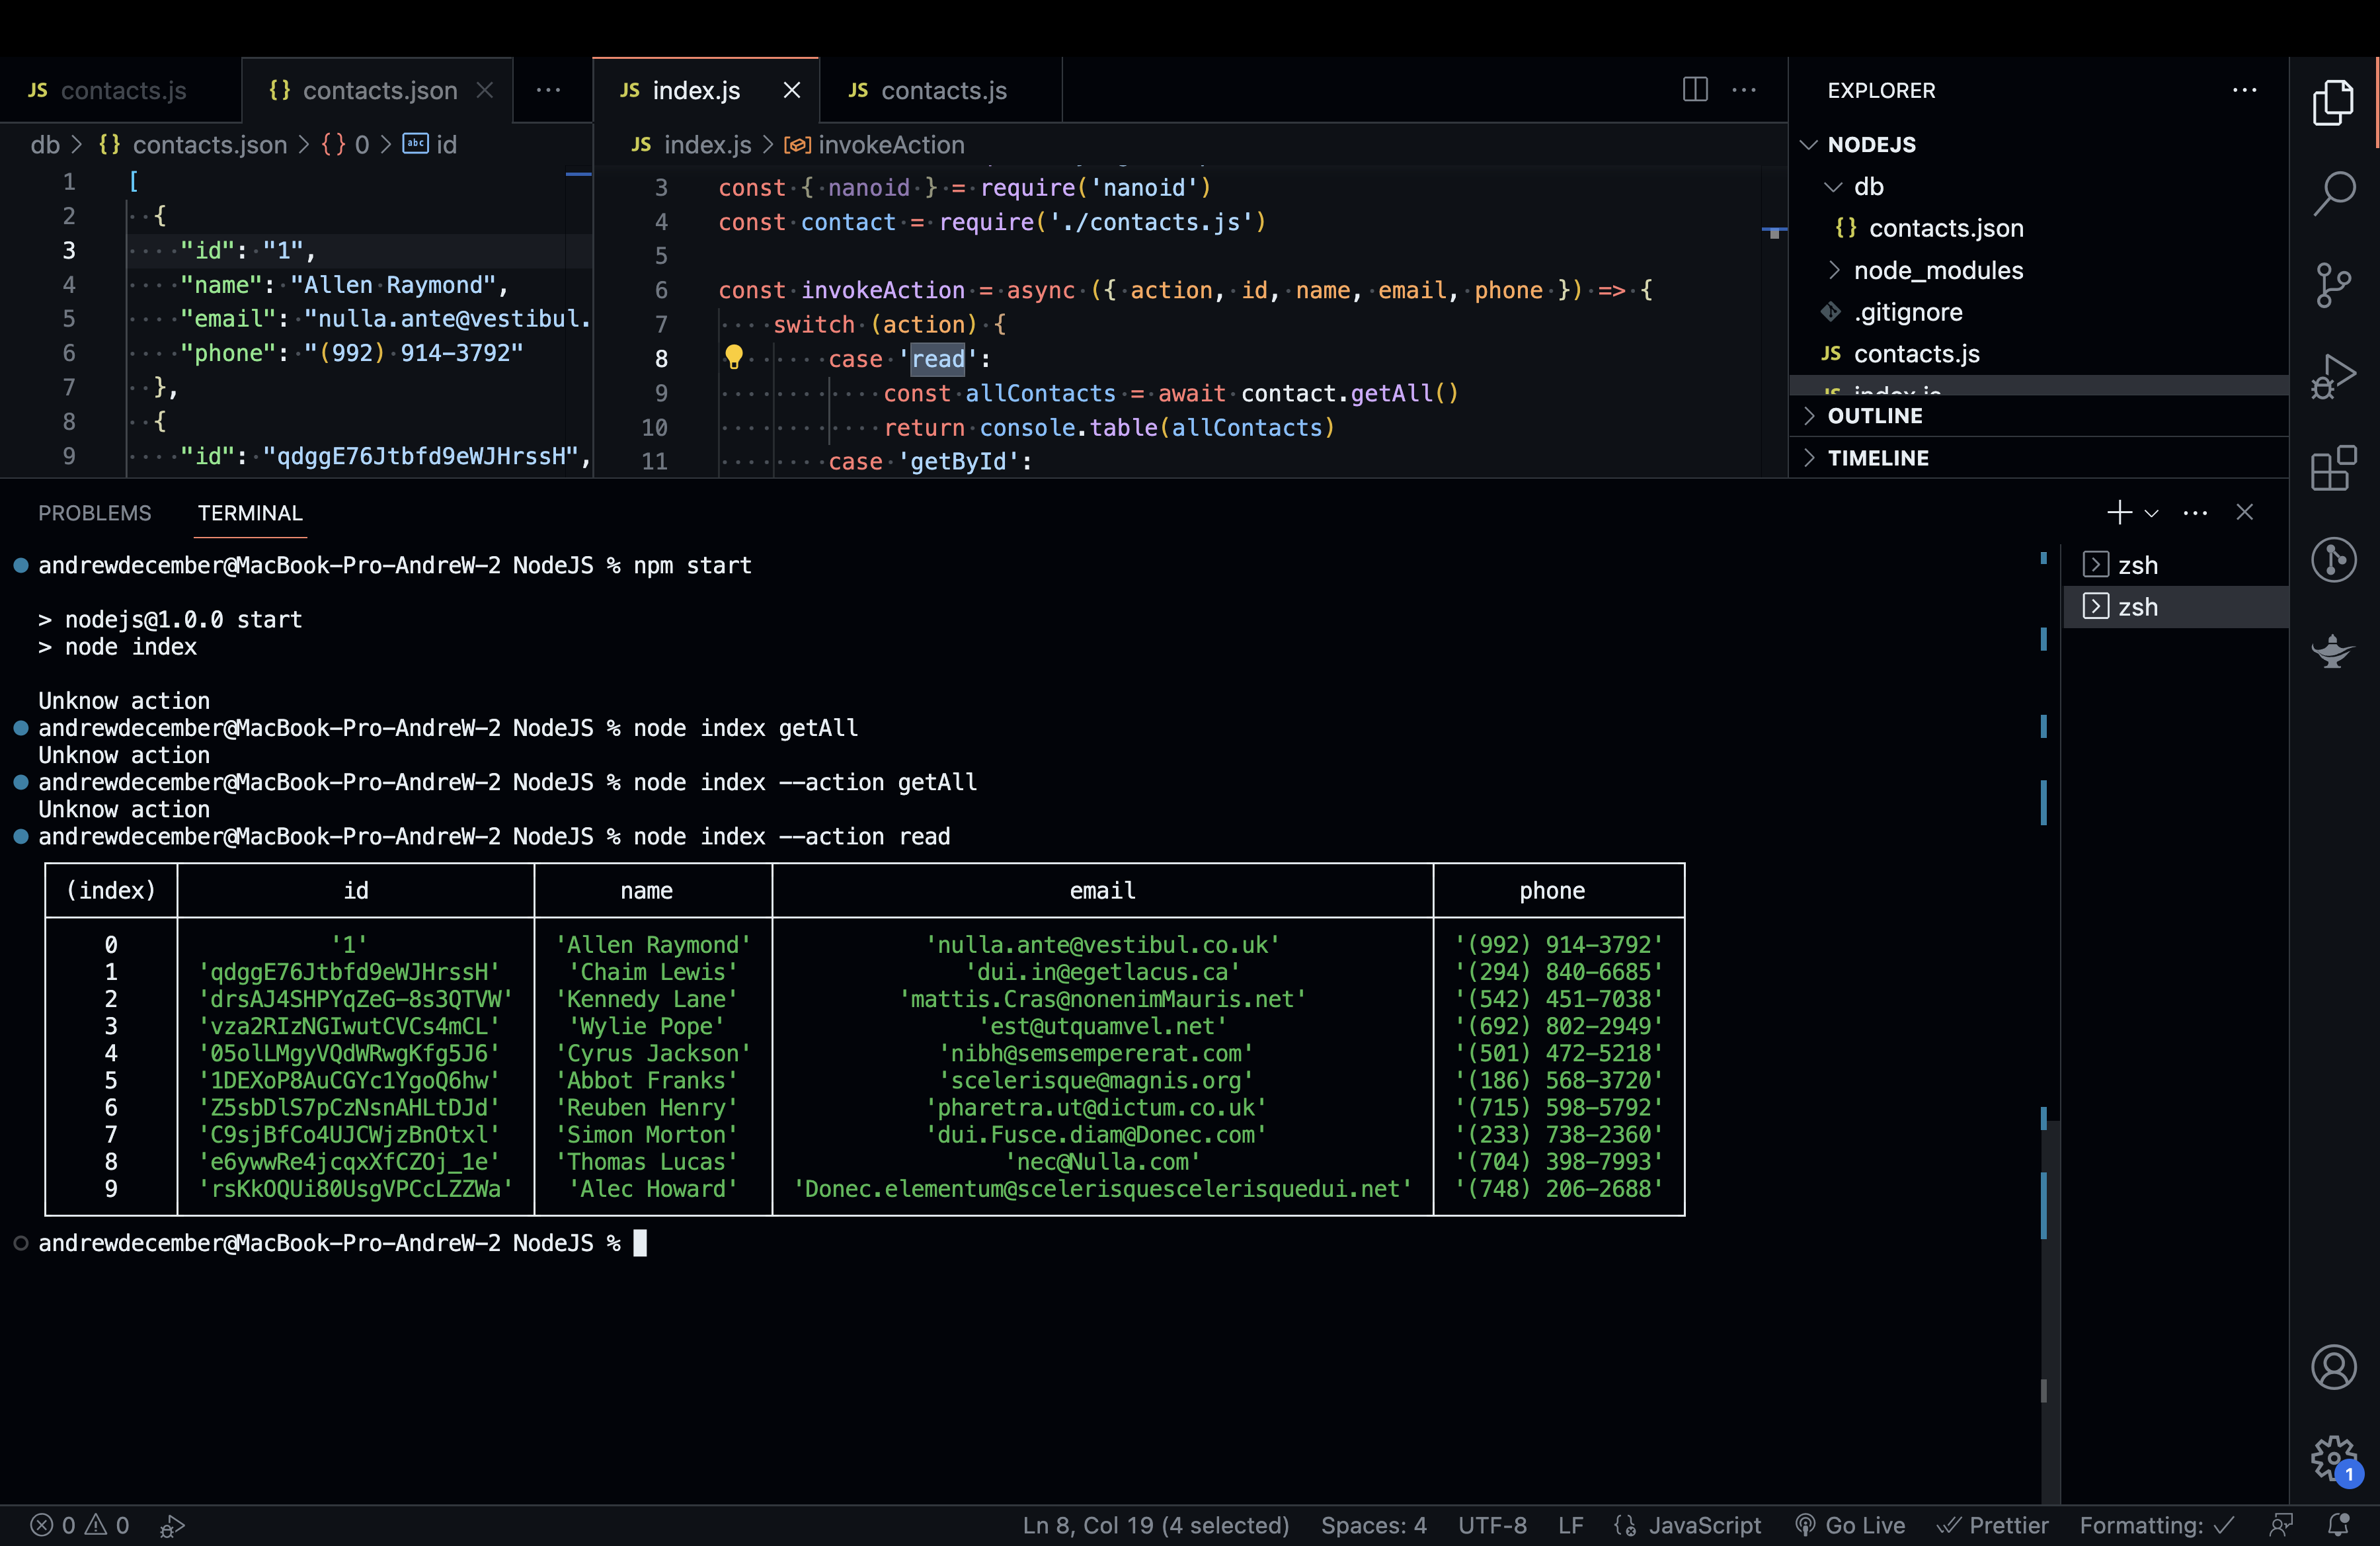 JS contacts.js
{} contacts.json
JS index.js
JS contacts.js
EXPLORER
db > {} contacts.json > {} 0 > abc id
JS index.js > invokeAction
1 [
2 {
3 "id": "1",
4 "name": "Allen Raymond",
5 "email": "nulla.ante@vestibul.
6 "phone": "(992) 914-3792"
7 },
8 {
9 "id": "qdggE76Jtbfd9eWJHrssH",
3 const { nanoid } = require('nanoid')
4 const contact = require('./contacts.js')
5
6 const invokeAction = async ({ action, id, name, email, phone }) => {
7 switch (action) {
8 case 'read':
9 const allContacts = await contact.getAll()
10 return console.table(allContacts)
11 case 'getById':
NODEJS
db
{} contacts.json
node_modules
.gitignore
JS contacts.js
JS index.js
OUTLINE
TIMELINE
PROBLEMS TERMINAL
andrewdecember@MacBook-Pro-AndreW-2 NodeJS % npm start
> nodejs@1.0.0 start
> node index
Unknow action
andrewdecember@MacBook-Pro-AndreW-2 NodeJS % node index getAll
Unknow action
andrewdecember@MacBook-Pro-AndreW-2 NodeJS % node index --action getAll
Unknow action
andrewdecember@MacBook-Pro-AndreW-2 NodeJS % node index --action read
(index) id name email phone
0 '1' 'Allen Raymond' 'nulla.ante@vestibul.co.uk' '(992) 914-3792'
1 'qdggE76Jtbfd9eWJHrssH' 'Chaim Lewis' 'dui.in@egetlacus.ca' '(294) 840-6685'
2 'drsAJ4SHPYqZeG-8s3QTVW' 'Kennedy Lane' 'mattis.Cras@nonenimMauris.net' '(542) 451-7038'
3 'vza2RIzNGIwutCVCs4mCL' 'Wylie Pope' 'est@utquamvel.net' '(692) 802-2949'
4 '05olLMgyVQdWRwgKfg5J6' 'Cyrus Jackson' 'nibh@semsempererat.com' '(501) 472-5218'
5 '1DEXoP8AuCGYc1YgoQ6hw' 'Abbot Franks' 'scelerisque@magnis.org' '(186) 568-3720'
6 'Z5sbDlS7pCzNsnAHLtDJd' 'Reuben Henry' 'pharetra.ut@dictum.co.uk' '(715) 598-5792'
7 'C9sjBfCo4UJCWjzBnOtxl' 'Simon Morton' 'dui.Fusce.diam@Donec.com' '(233) 738-2360'
8 'e6ywwRe4jcqxXfCZOj_1e' 'Thomas Lucas' 'nec@Nulla.com' '(704) 398-7993'
9 'rsKkOQUi80UsgVPCcLZZWa' 'Alec Howard' 'Donec.elementum@scelerisquescelerisquedui.net' '(748) 206-2688'
andrewdecember@MacBook-Pro-AndreW-2 NodeJS %
zsh
zsh
1
0 0 Ln 8, Col 19 (4 selected) Spaces: 4 UTF-8 LF {} JavaScript Go Live Prettier Formatting: ✓